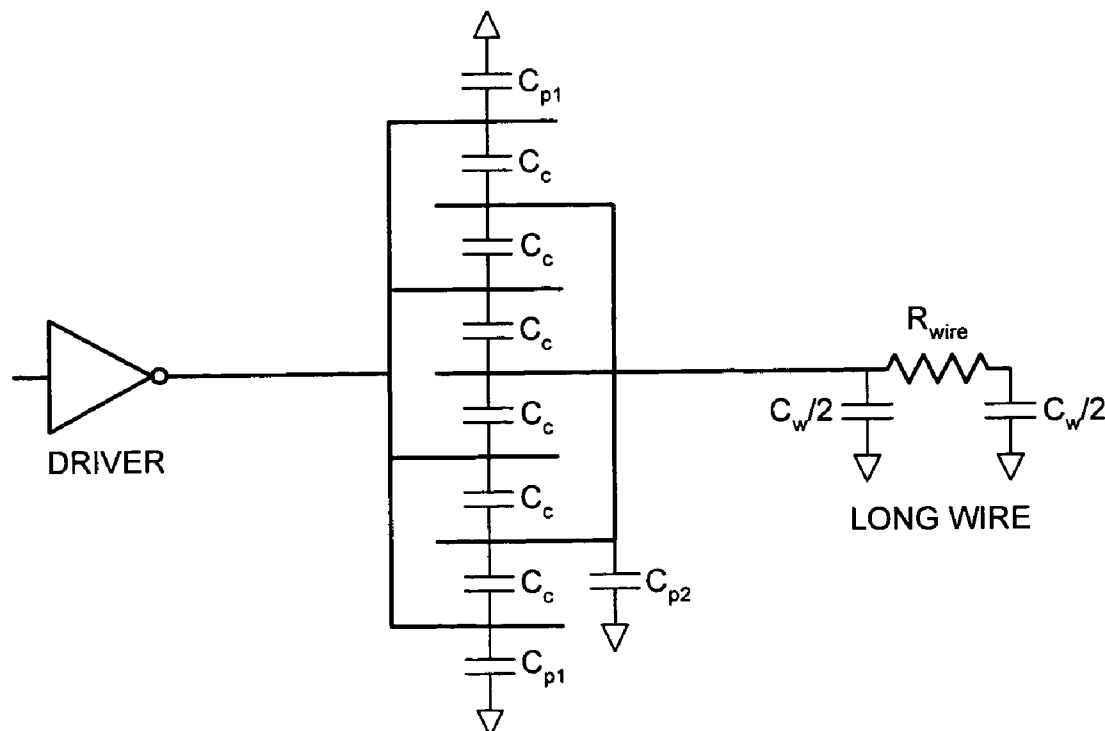 C_p1
C_c
C_c
C_c
R_wire
C_c
C_w/2
C_w/2
DRIVER
C_c
LONG WIRE
C_c
C_p2
C_p1